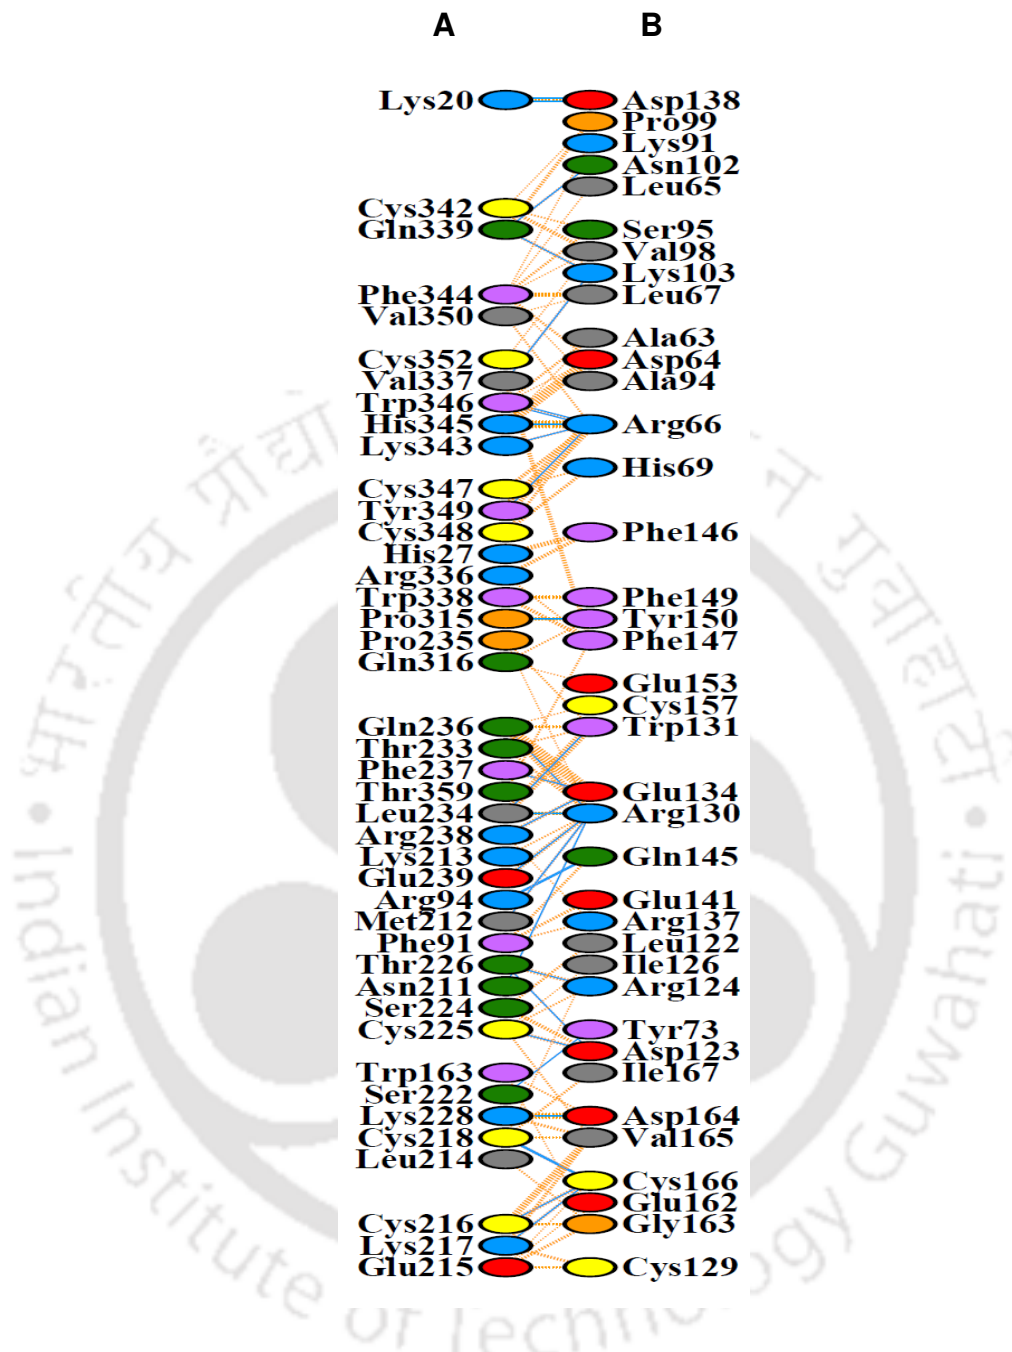 A B
Lys20 Asp138
Pro99
Lys91
Asn102
Leu65
Cys342
Gln339 Ser95
Val98
Lys103
Phe344 Leu67
Val350
Ala63
Cys352 Asp64
Val337 Ala94
Trp346
His345 Arg66
Lys343
His69
Cys347
Tyr349
Cys348 Phe146
His27
Arg336
Trp338 Phe149
Pro315 Tyr150
Pro235 Phe147
Gln316
Glu153
Cys157
Gln236 Trp131
Thr233
Phe237
Thr359 Glu134
Leu234 Arg130
Arg238
Lys213 Gln145
Glu239
Arg94 Glu141
Met212 Arg137
Phe91 Leu122
Thr226 Ile126
Asn211 Arg124
Ser224
Cys225 Tyr73
Asp123
Trp163 Ile167
Ser222
Lys228 Asp164
Cys218 Val165
Leu214
Cys166
Glu162
Cys216 Gly163
Lys217
Glu215 Cys129
Indian Institute of Technology Guwahati